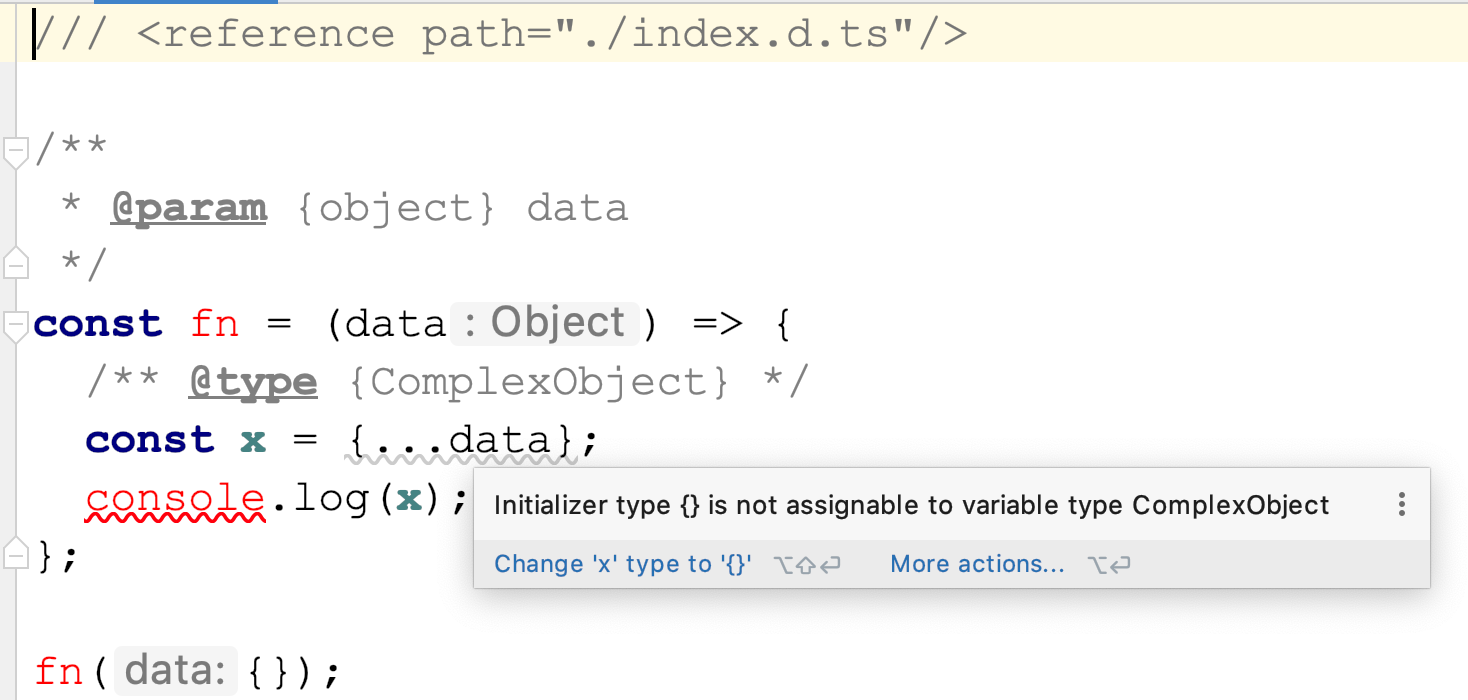 /// <reference path="./index.d.ts"/>
/**
 * @param {object} data
 */
const fn = (data : Object ) => {
  /** @type {ComplexObject} */
  const x = {...data};
  console.log(x);
Initializer type {} is not assignable to variable type ComplexObject
Change 'x' type to '{}' ⌥⇧⏎ More actions... ⌥⏎
};
fn( data: {});